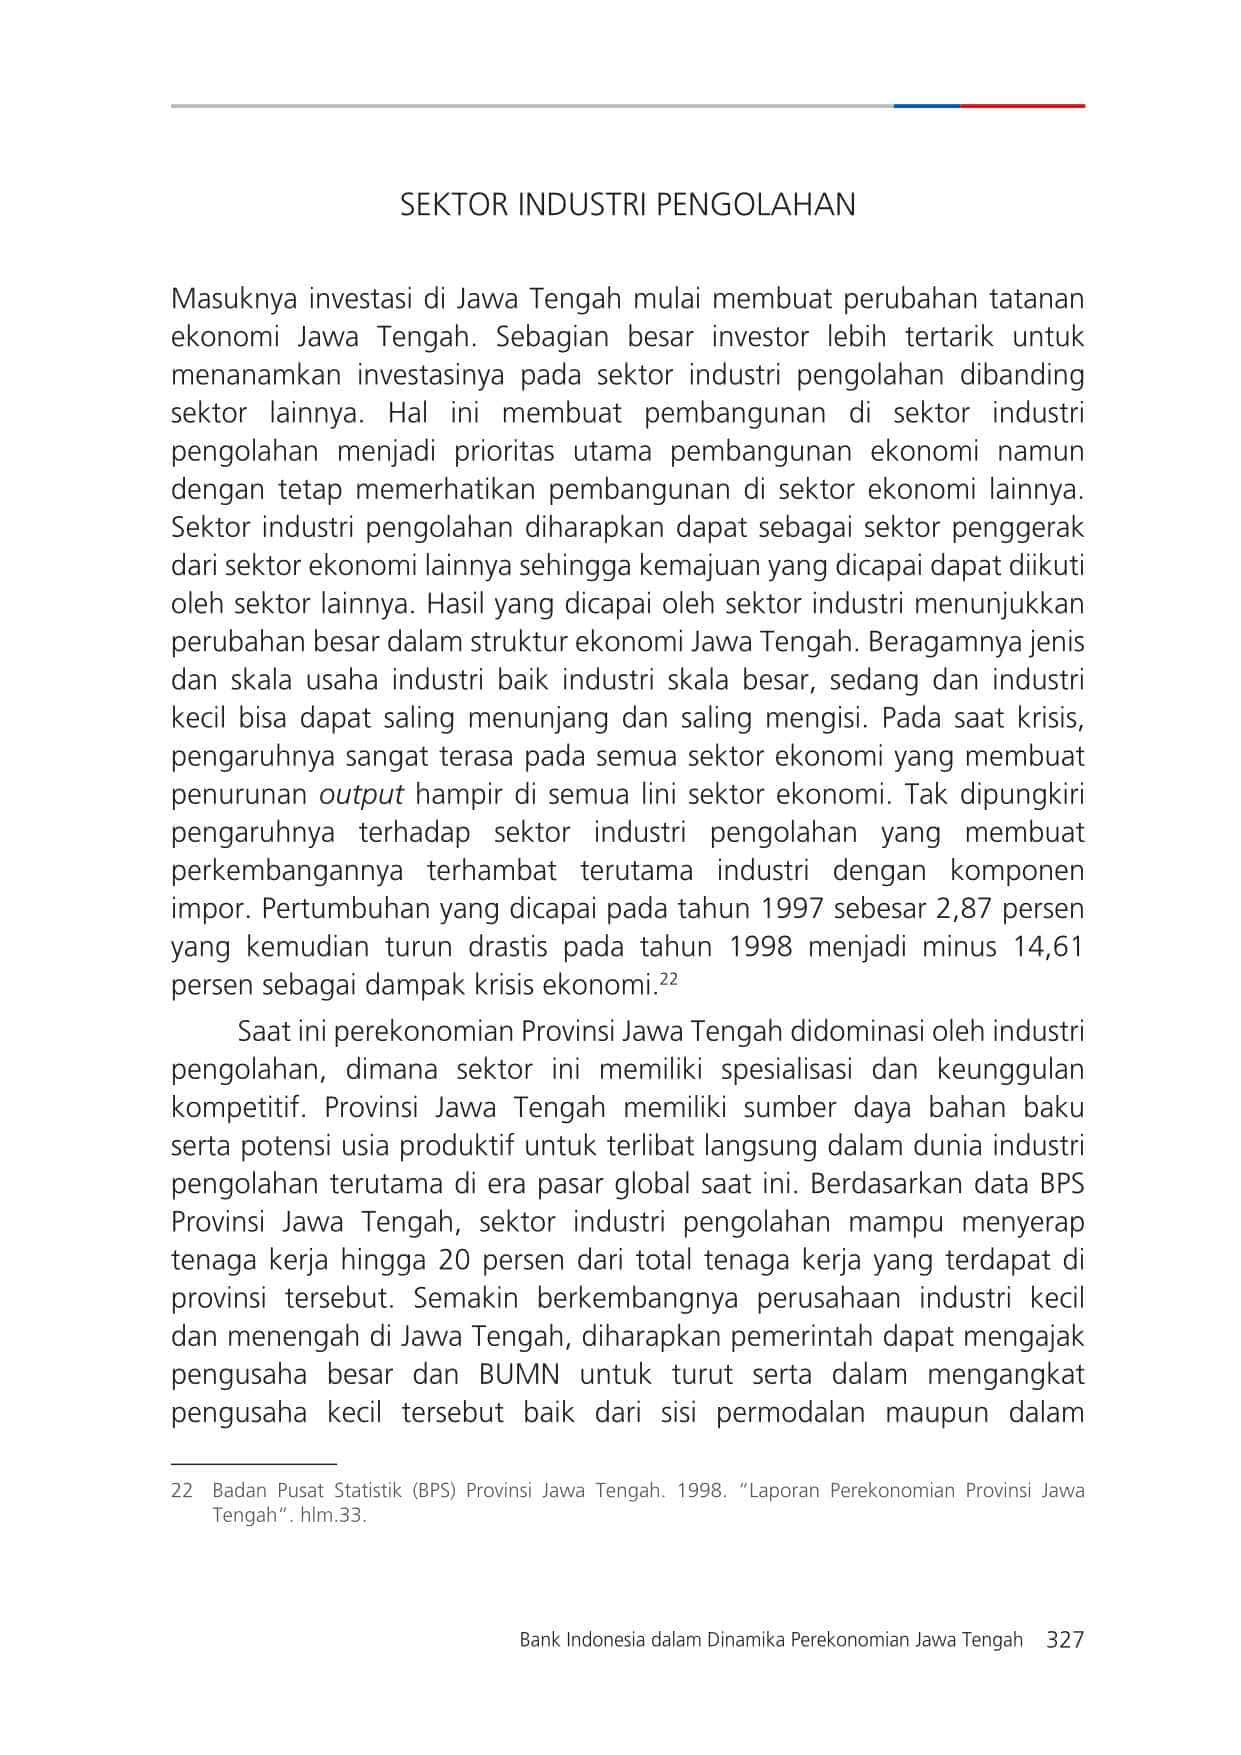 SEKTOR INDUSTRI PENGOLAHAN
Masuknya investasi di Jawa Tengah mulai membuat perubahan tatanan
ekonomi Jawa Tengah. Sebagian besar investor lebih tertarik untuk
menanamkan investasinya pada sektor industri pengolahan dibanding
sektor lainnya. Hal ini membuat pembangunan di sektor industri
pengolahan menjadi prioritas utama pembangunan ekonomi namun
dengan tetap memerhatikan pembangunan di sektor ekonomi lainnya.
Sektor industri pengolahan diharapkan dapat sebagai sektor penggerak
dari sektor ekonomi lainnya sehingga kemajuan yang dicapai dapat diikuti
oleh sektor lainnya. Hasil yang dicapai oleh sektor industri menunjukkan
perubahan besar dalam struktur ekonomi Jawa Tengah. Beragamnya jenis
dan skala usaha industri baik industri skala besar, sedang dan industri
kecil bisa dapat saling menunjang dan saling mengisi. Pada saat krisis,
pengaruhnya sangat terasa pada semua sektor ekonomi yang membuat
penurunan output hampir di semua lini sektor ekonomi. Tak dipungkiri
pengaruhnya terhadap sektor industri pengolahan yang membuat
perkembangannya terhambat terutama industri dengan komponen
impor. Pertumbuhan yang dicapai pada tahun 1997 sebesar 2,87 persen
yang kemudian turun drastis pada tahun 1998 menjadi minus 14,61
persen sebagai dampak krisis ekonomi.22
Saat ini perekonomian Provinsi Jawa Tengah didominasi oleh industri
pengolahan, dimana sektor ini memiliki spesialisasi dan keunggulan
kompetitif. Provinsi Jawa Tengah memiliki sumber daya bahan baku
serta potensi usia produktif untuk terlibat langsung dalam dunia industri
pengolahan terutama di era pasar global saat ini. Berdasarkan data BPS
Provinsi Jawa Tengah, sektor industri pengolahan mampu menyerap
tenaga kerja hingga 20 persen dari total tenaga kerja yang terdapat di
provinsi tersebut. Semakin berkembangnya perusahaan industri kecil
dan menengah di Jawa Tengah, diharapkan pemerintah dapat mengajak
pengusaha besar dan BUMN untuk turut serta dalam mengangkat
pengusaha kecil tersebut baik dari sisi permodalan maupun dalam
22 Badan Pusat Statistik (BPS) Provinsi Jawa Tengah. 1998. “Laporan Perekonomian Provinsi Jawa
Tengah”. hlm.33.
Bank Indonesia dalam Dinamika Perekonomian Jawa Tengah 327